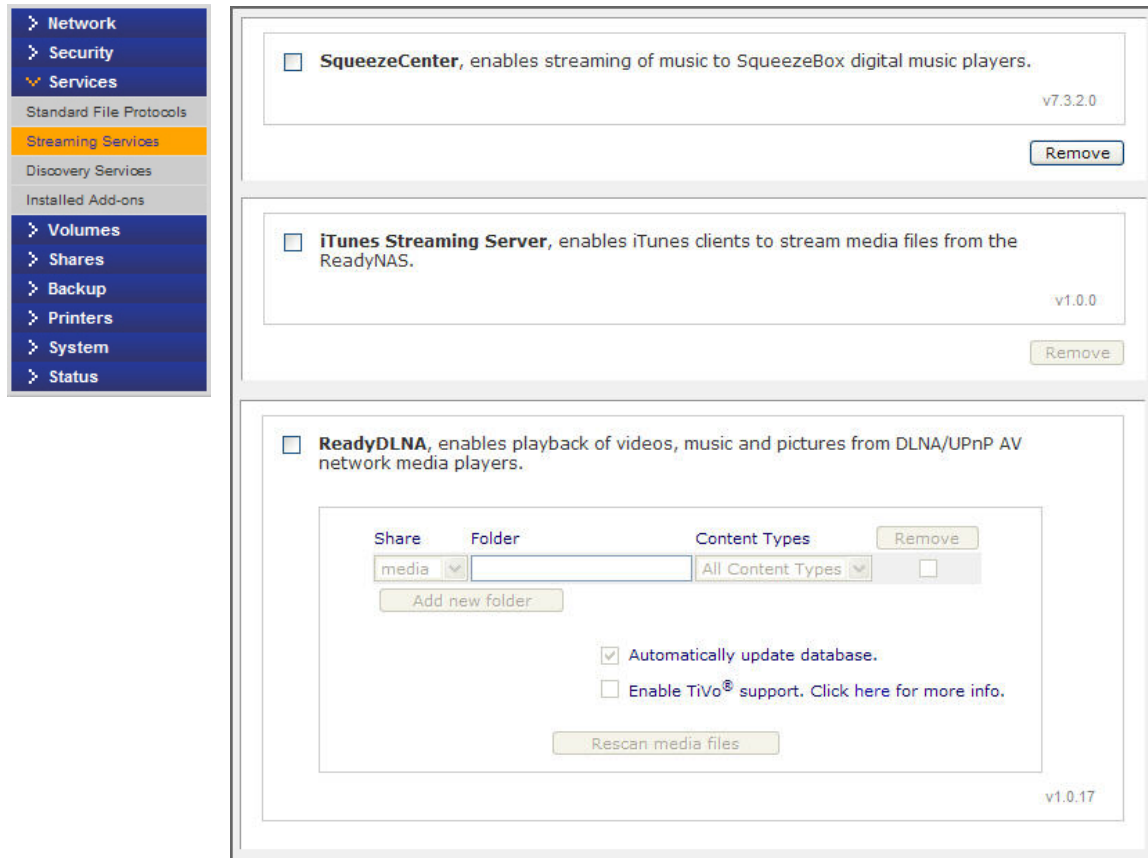 Network
Security
Services
Standard File Protocols
Streaming Services
Discovery Services
Installed Add-ons
Volumes
Shares
Backup
Printers
System
Status
SqueezeCenter, enables streaming of music to SqueezeBox digital music players.
v7.3.2.0
Remove
iTunes Streaming Server, enables iTunes clients to stream media files from the
ReadyNAS.
v1.0.0
Remove
ReadyDLNA, enables playback of videos, music and pictures from DLNA/UPnP AV
network media players.
Share Folder Content Types Remove
media All Content Types
Add new folder
Automatically update database.
Enable TiVo® support. Click here for more info.
Rescan media files
v1.0.17